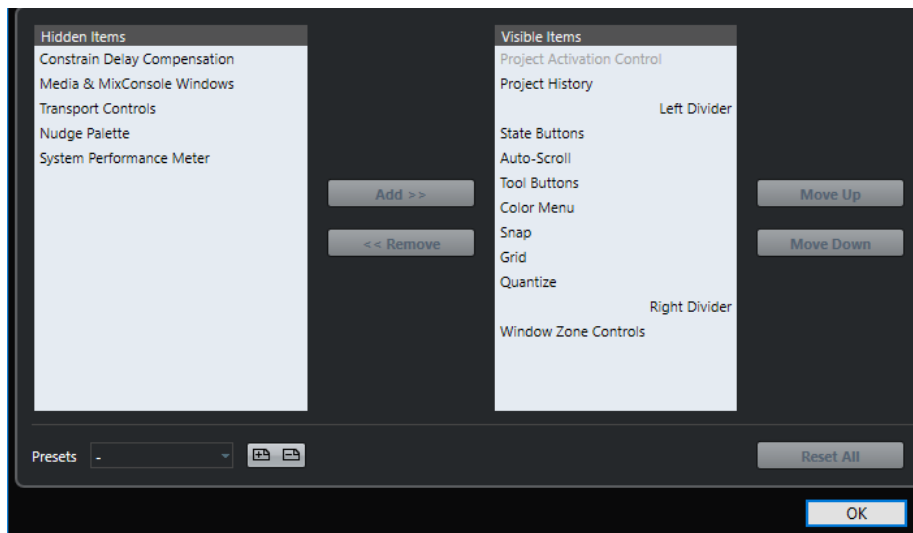 Hidden Items
Constrain Delay Compensation
Media & MixConsole Windows
Transport Controls
Nudge Palette
System Performance Meter
Add >>
<< Remove
Visible Items
Project Activation Control
Project History
Left Divider
State Buttons
Auto-Scroll
Tool Buttons
Color Menu
Snap
Grid
Quantize
Right Divider
Window Zone Controls
Move Up
Move Down
Presets -
Reset All
OK